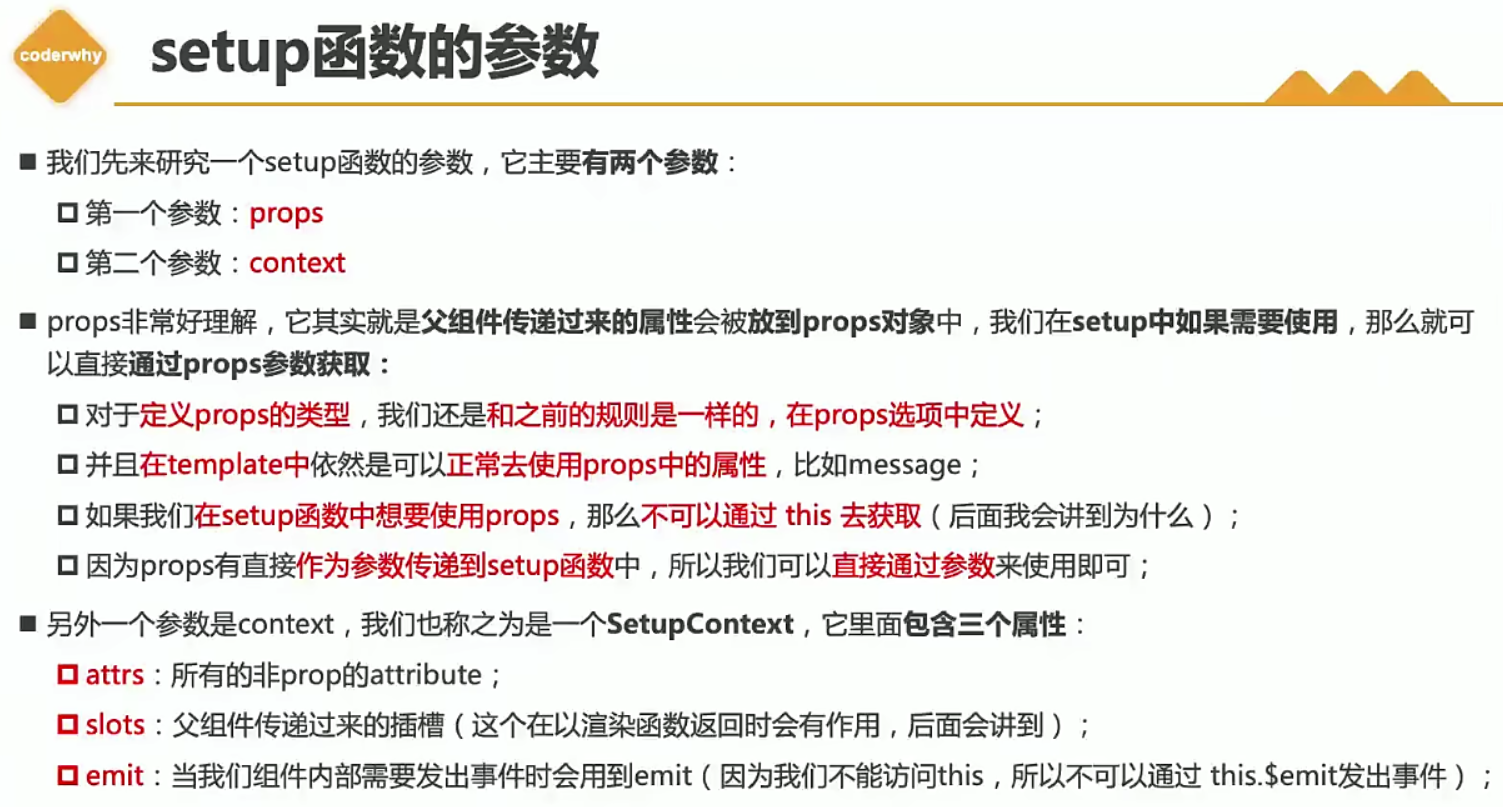 coderwhy
setup函数的参数
我们先来研究一个setup函数的参数，它主要有两个参数：
第一个参数：props
第二个参数：context
props非常好理解，它其实就是父组件传递过来的属性会被放到props对象中，我们在setup中如果需要使用，那么就可
以直接通过props参数获取：
对于定义props的类型，我们还是和之前的规则是一样的，在props选项中定义；
并且在template中依然是可以正常去使用props中的属性，比如message；
如果我们在setup函数中想要使用props，那么不可以通过 this 去获取（后面我会讲到为什么）；
因为props有直接作为参数传递到setup函数中，所以我们可以直接通过参数来使用即可；
另外一个参数是context，我们也称之为是一个SetupContext，它里面包含三个属性：
attrs：所有的非prop的attribute；
slots：父组件传递过来的插槽（这个在以渲染函数返回时会有作用，后面会讲到）；
emit：当我们组件内部需要发出事件时会用到emit（因为我们不能访问this，所以不可以通过 this.$emit发出事件）；